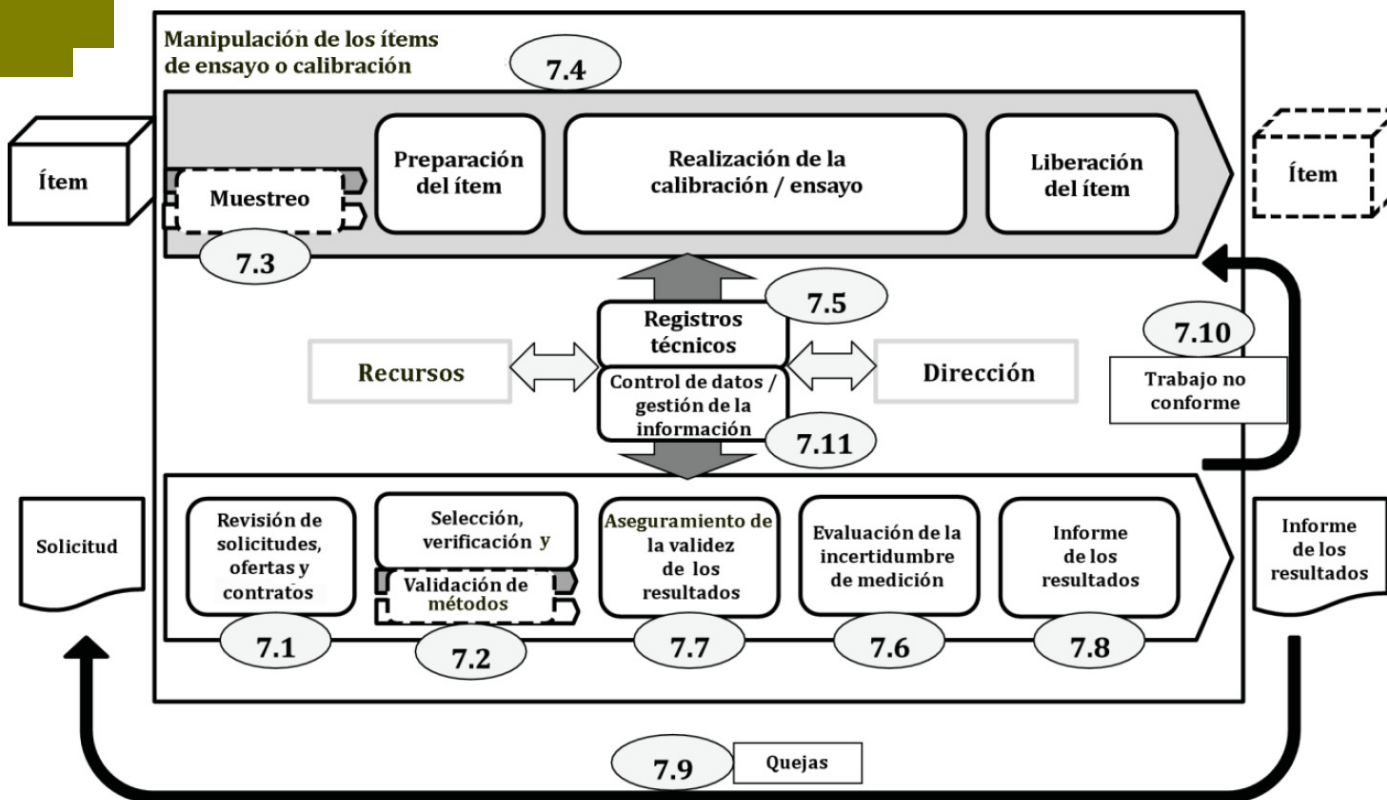 Manipulación de los ítems
de ensayo o calibración
7.4
Ítem
Muestreo
7.3
Preparación
del ítem
Realización de la
calibración / ensayo
Liberación
del ítem
Ítem
Registros
técnicos
7.5
Recursos
Control de datos /
gestión de la
información
7.11
Dirección
7.10
Trabajo no
conforme
Solicitud
Revisión de
solicitudes,
ofertas y
contratos
7.1
Selección,
verificación y
Validación de
métodos
7.2
Aseguramiento de
la validez
de los
resultados
7.7
Evaluación de la
incertidumbre
de medición
7.6
Informe
de los
resultados
7.8
Informe
de los
resultados
7.9
Quejas